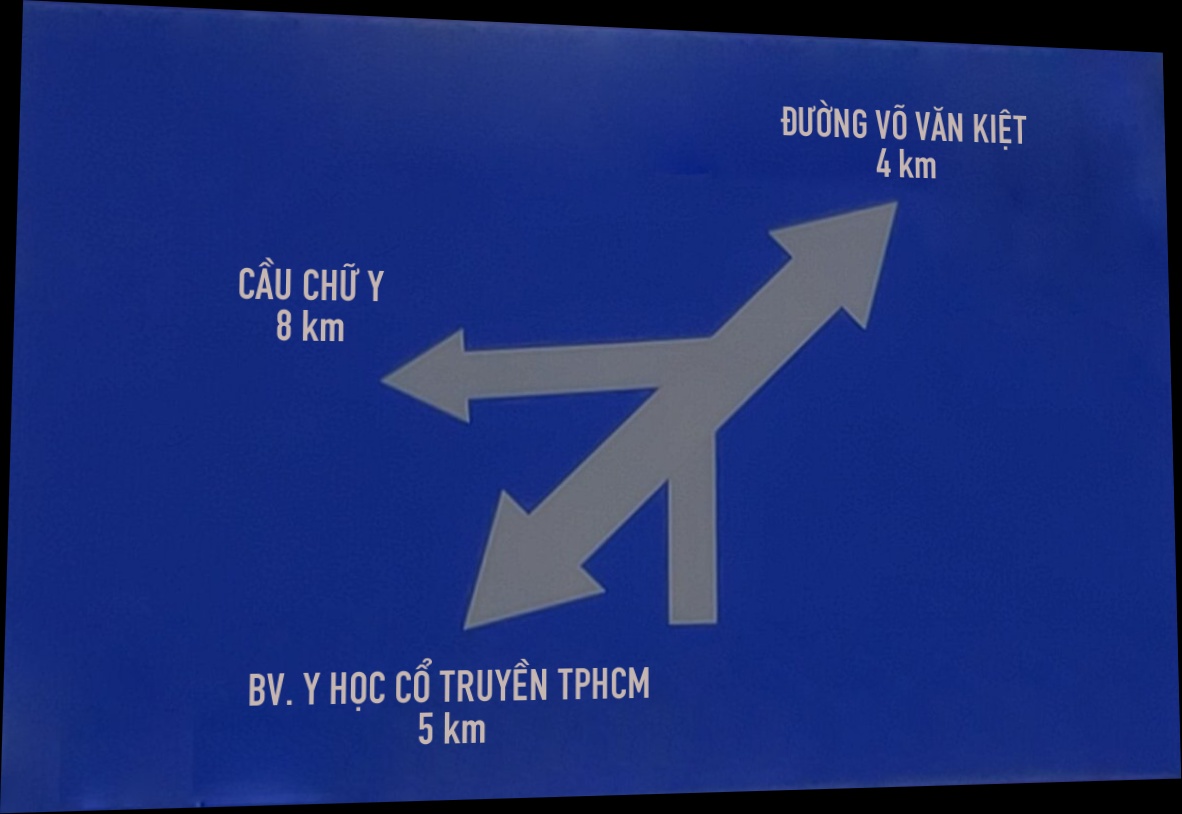 ĐƯỜNG VÕ VĂN KIỆT
4 km
CẦU CHỮ Y
8 km
BV. Y HỌC CỔ TRUYỀN TPHCM
5 km